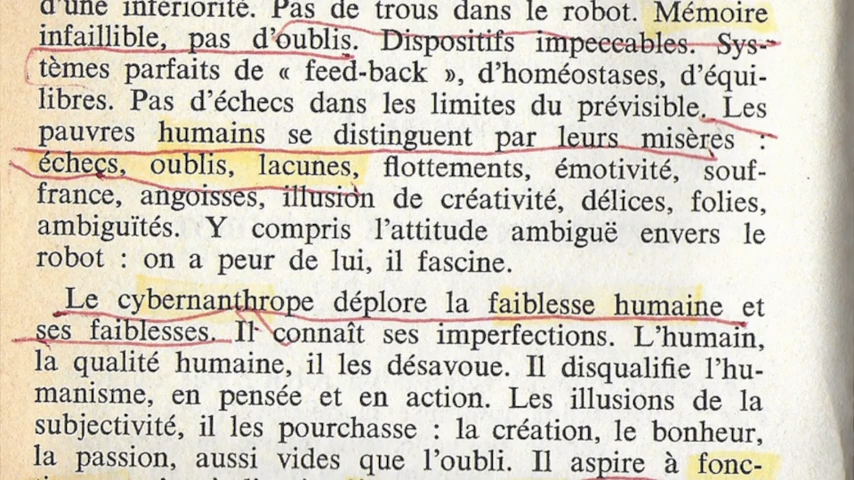 d'une infériorité. Pas de trous dans le robot. Mémoire
infaillible, pas d'oublis. Dispositifs impeccables. Sys-
tèmes parfaits de « feed-back », d'homéostases, d'équi-
libres. Pas d'échecs dans les limites du prévisible. Les
pauvres humains se distinguent par leurs misères :
échecs, oublis, lacunes, flottements, émotivité, souf-
france, angoisses, illusion de créativité, délices, folies,
ambiguïtés. Y compris l'attitude ambiguë envers le
robot : on a peur de lui, il fascine.
Le cybernanthrope déplore la faiblesse humaine et
ses faiblesses. Il connaît ses imperfections. L'humain,
la qualité humaine, il les désavoue. Il disqualifie l'hu-
manisme, en pensée et en action. Les illusions de la
subjectivité, il les pourchasse : la création, le bonheur,
la passion, aussi vides que l'oubli. Il aspire à fonc-